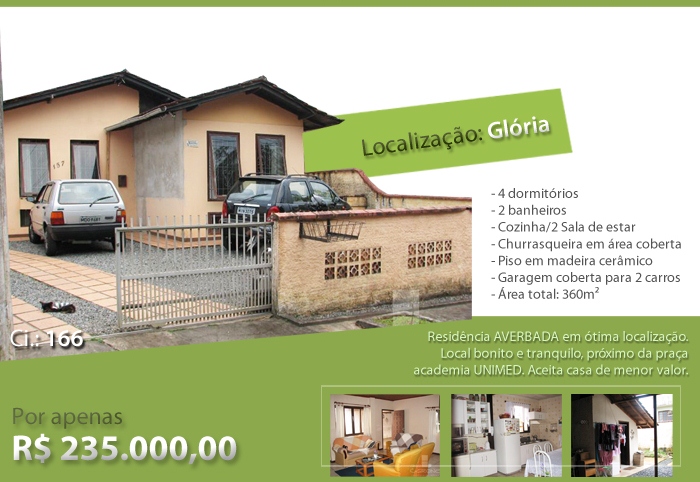 Localização: Glória
157
- 4 dormitórios
- 2 banheiros
- Cozinha/2 Sala de estar
- Churrasqueira em área coberta
- Piso em madeira cerâmico
- Garagem coberta para 2 carros
- Área total: 360m²
Ci.: 166
Residência AVERBADA em ótima localização.
Local bonito e tranquilo, próximo da praça
academia UNIMED. Aceita casa de menor valor.
Por apenas
R$ 235.000,00